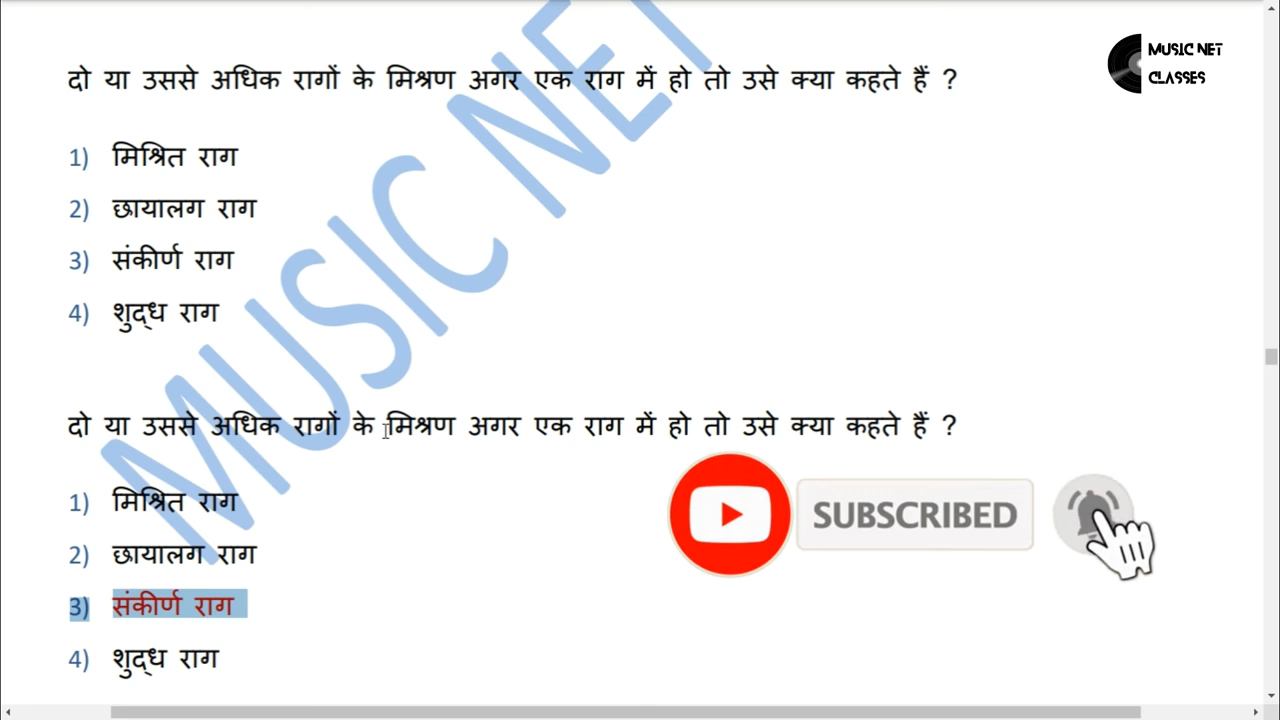 MUSIC NET
CLASSES
दो या उससे अधिक रागों के मिश्रण अगर एक राग में हो तो उसे क्या कहते हैं ?
1) मिश्रित राग
2) छायालग राग
3) संकीर्ण राग
4) शुद्ध राग
MUSIC NET
दो या उससे अधिक रागों के मिश्रण अगर एक राग में हो तो उसे क्या कहते हैं ?
1) मिश्रित राग
2) छायालग राग
3) संकीर्ण राग
4) शुद्ध राग
SUBSCRIBED